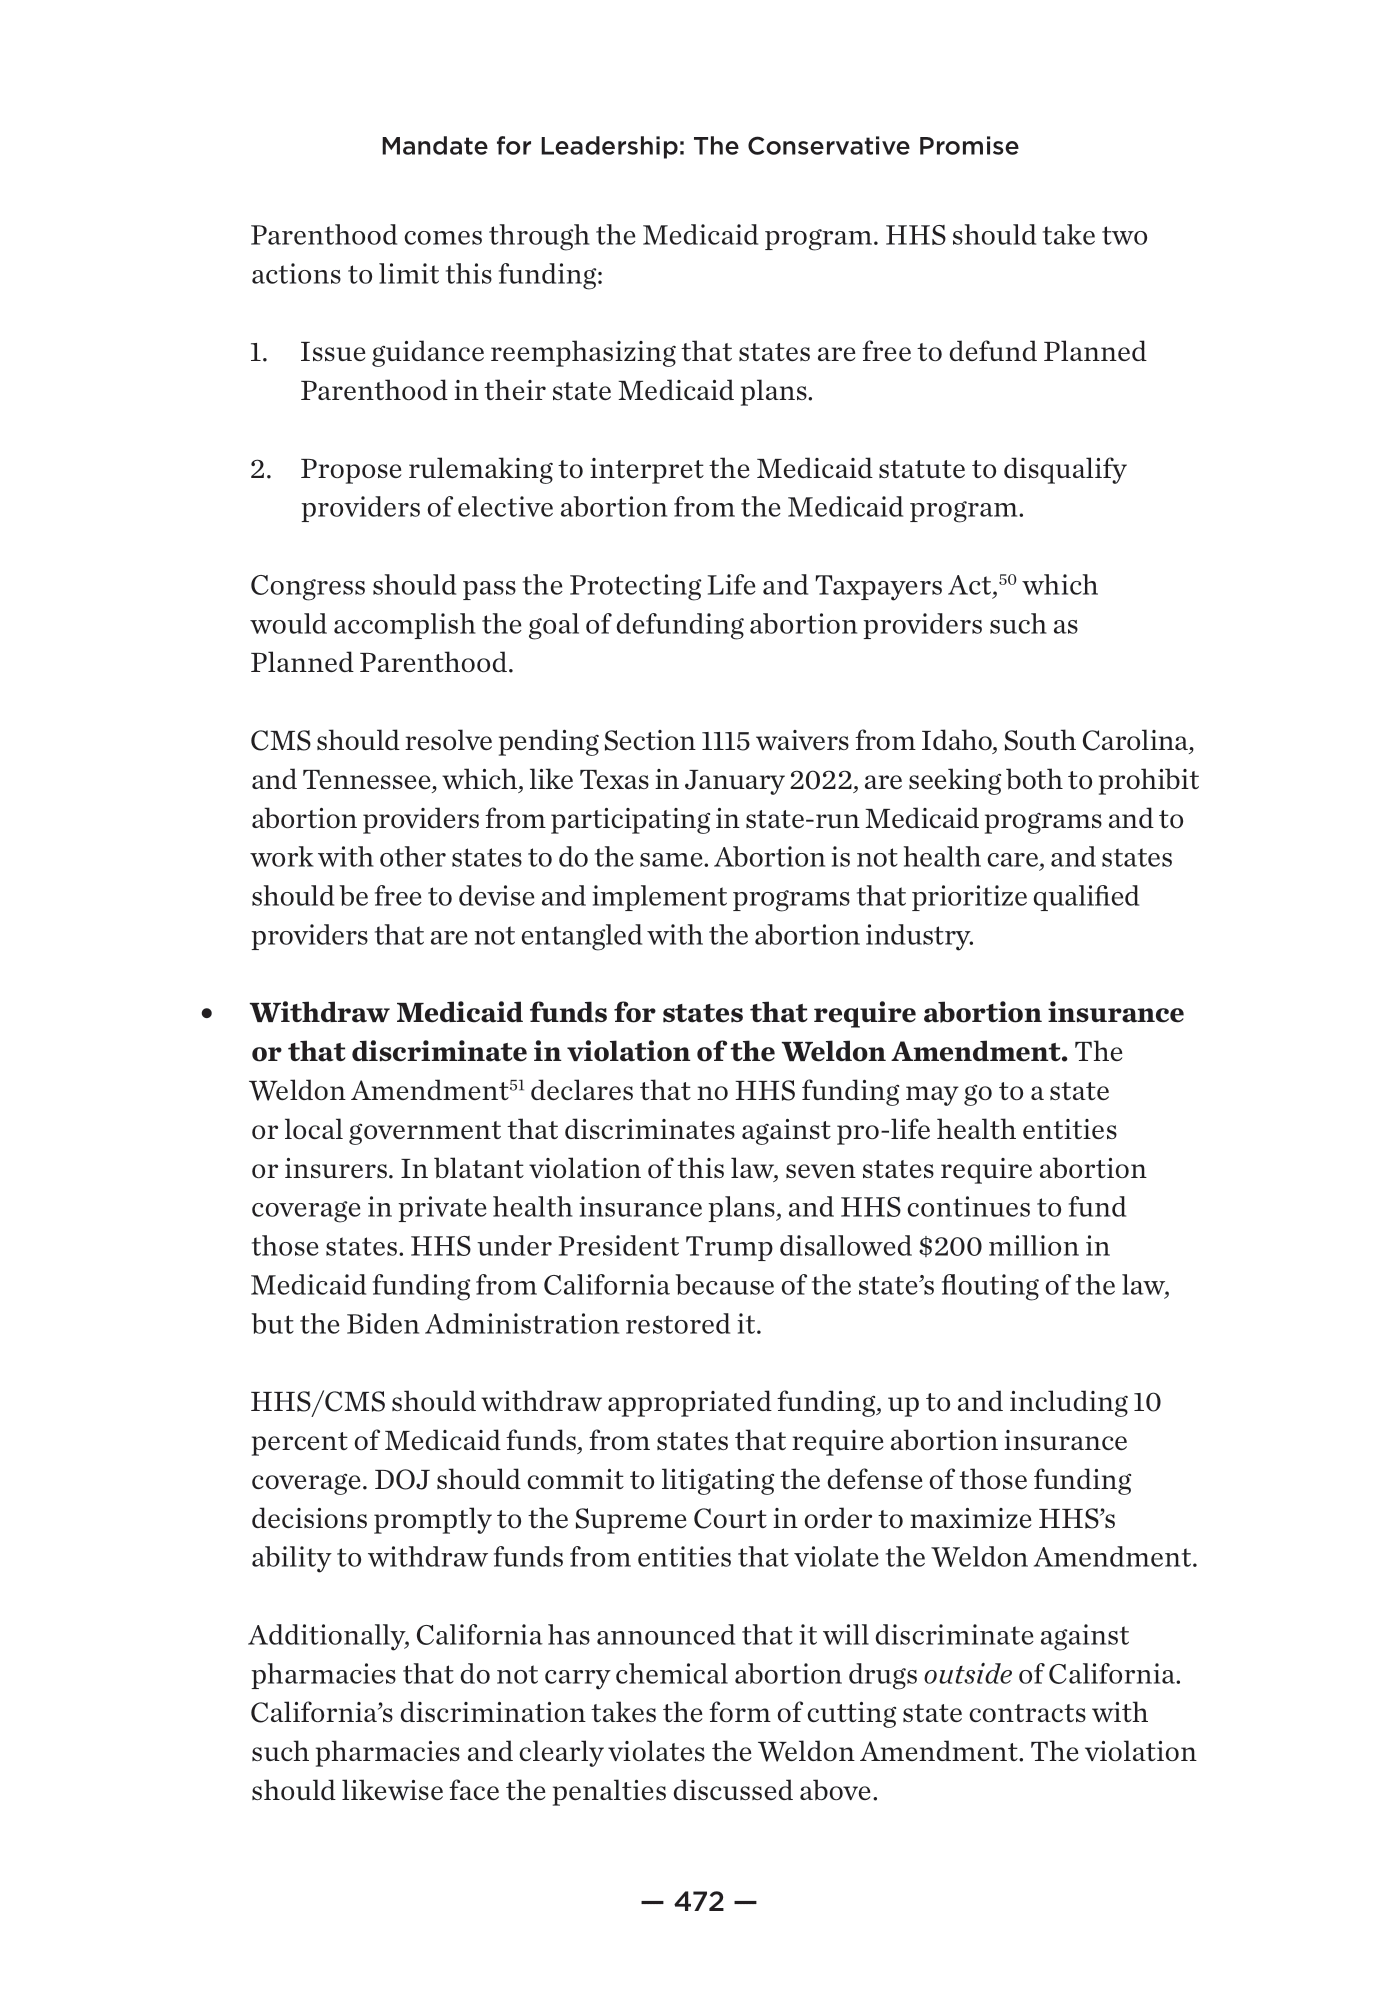 Mandate for Leadership: The Conservative Promise
Parenthood comes through the Medicaid program. HHS should take two
actions to limit this funding:
1. Issue guidance reemphasizing that states are free to defund Planned
Parenthood in their state Medicaid plans.
2. Propose rulemaking to interpret the Medicaid statute to disqualify
providers of elective abortion from the Medicaid program.
Congress should pass the Protecting Life and Taxpayers Act,50 which
would accomplish the goal of defunding abortion providers such as
Planned Parenthood.
CMS should resolve pending Section 1115 waivers from Idaho, South Carolina,
and Tennessee, which, like Texas in January 2022, are seeking both to prohibit
abortion providers from participating in state-run Medicaid programs and to
work with other states to do the same. Abortion is not health care, and states
should be free to devise and implement programs that prioritize qualified
providers that are not entangled with the abortion industry.
• Withdraw Medicaid funds for states that require abortion insurance
or that discriminate in violation of the Weldon Amendment. The
Weldon Amendment51 declares that no HHS funding may go to a state
or local government that discriminates against pro-life health entities
or insurers. In blatant violation of this law, seven states require abortion
coverage in private health insurance plans, and HHS continues to fund
those states. HHS under President Trump disallowed $200 million in
Medicaid funding from California because of the state’s flouting of the law,
but the Biden Administration restored it.
HHS/CMS should withdraw appropriated funding, up to and including 10
percent of Medicaid funds, from states that require abortion insurance
coverage. DOJ should commit to litigating the defense of those funding
decisions promptly to the Supreme Court in order to maximize HHS’s
ability to withdraw funds from entities that violate the Weldon Amendment.
Additionally, California has announced that it will discriminate against
pharmacies that do not carry chemical abortion drugs outside of California.
California’s discrimination takes the form of cutting state contracts with
such pharmacies and clearly violates the Weldon Amendment. The violation
should likewise face the penalties discussed above.
— 472 —